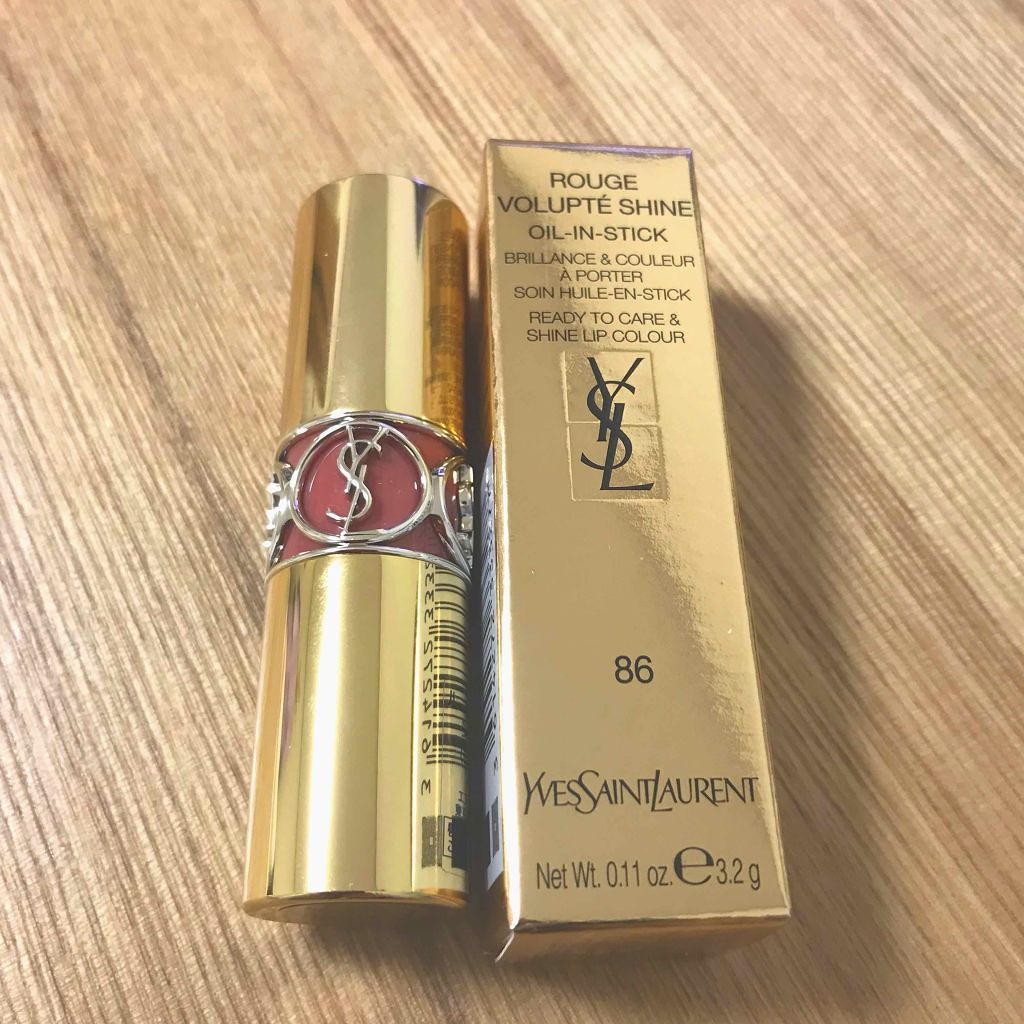 ROUGE
VOLUPTÉ SHINE
OIL-IN-STICK
BRILLANCE & COULEUR
À PORTER
SOIN HUILE-EN-STICK
READY TO CARE &
SHINE LIP COLOUR
YSL
86
YVESSAINTLAURENT
Net Wt. 0.11 oz. e 3.2 g
YSL